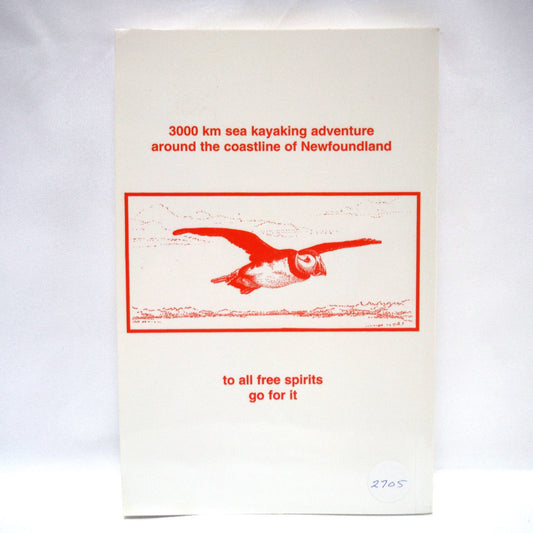 3000 km sea kayaking adventure
around the coastline of Newfoundland
to all free spirits
go for it
2705